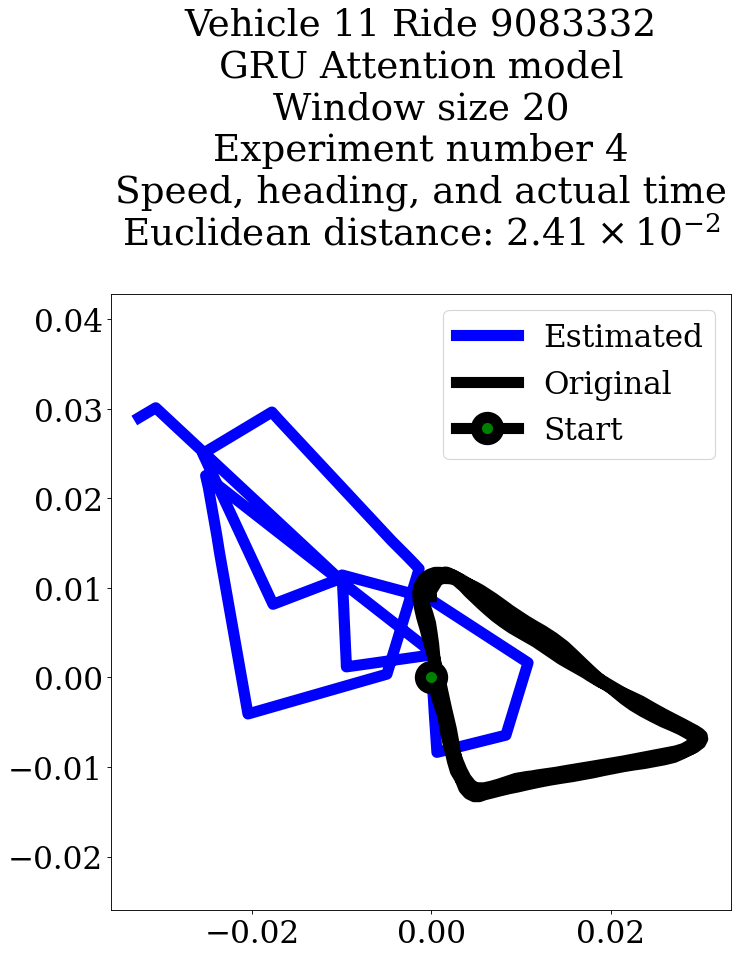 Vehicle 11 Ride 9083332
GRU Attention model
Window size 20
Experiment number 4
Speed, heading, and actual time
Euclidean distance: 2.41 × 10⁻²
Estimated
Original
Start
0.04
0.03
0.02
0.01
0.00
−0.01
−0.02
−0.02
0.00
0.02